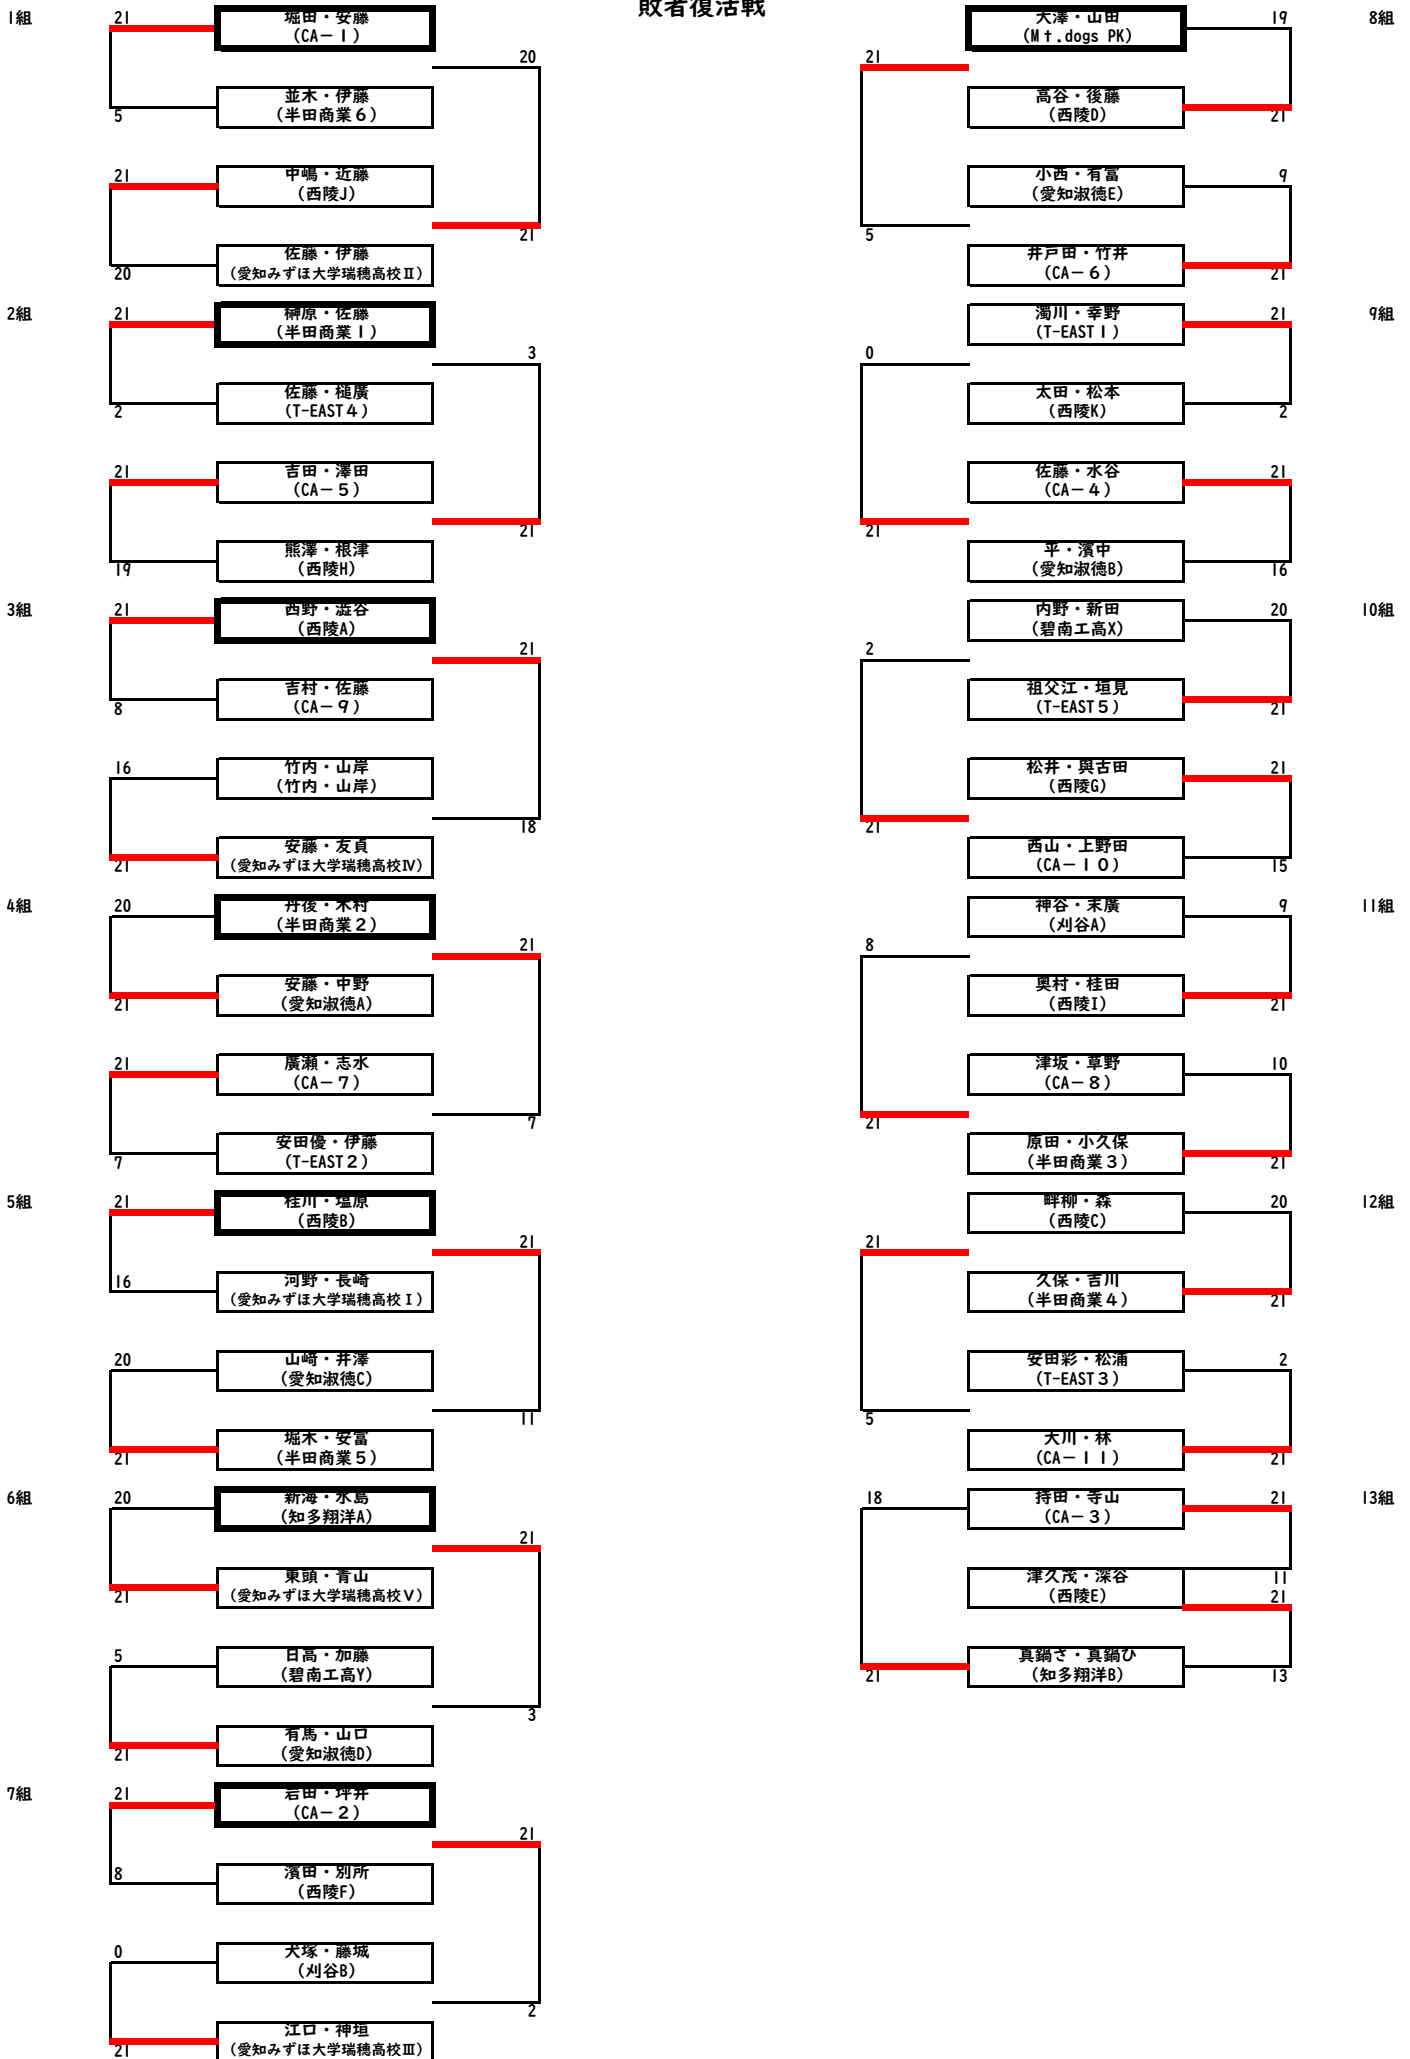 敗者復活戦
1組
21
堀田・安藤
(CA－1)
20
5
並木・伊藤
(半田商業6)
21
中嶋・近藤
(西陵J)
21
20
佐藤・伊藤
(愛知みずほ大学瑞穂高校Ⅱ)
2組
21
榊原・佐藤
(半田商業1)
3
2
佐藤・槌廣
(T-EAST4)
21
吉田・澤田
(CA－5)
21
19
熊澤・根津
(西陵H)
3組
21
西野・澁谷
(西陵A)
21
8
吉村・佐藤
(CA－9)
16
竹内・山岸
(竹内・山岸)
18
21
安藤・友貞
(愛知みずほ大学瑞穂高校Ⅳ)
4組
20
丹後・木村
(半田商業2)
21
21
安藤・中野
(愛知淑徳A)
21
廣瀬・志水
(CA－7)
7
7
安田優・伊藤
(T-EAST2)
5組
21
桂川・塩原
(西陵B)
21
16
河野・長崎
(愛知みずほ大学瑞穂高校Ⅰ)
20
山﨑・井澤
(愛知淑徳C)
11
21
堀木・安富
(半田商業5)
6組
20
新海・水島
(知多翔洋A)
21
21
東頭・青山
(愛知みずほ大学瑞穂高校Ⅴ)
5
日高・加藤
(碧南工高Y)
3
21
有馬・山口
(愛知淑徳D)
7組
21
岩田・坪井
(CA－2)
21
8
濱田・別所
(西陵F)
0
犬塚・藤城
(刈谷B)
2
21
江口・神垣
(愛知みずほ大学瑞穂高校Ⅲ)
8組
19
大澤・山田
(Mt.dogs PK)
21
高谷・後藤
(西陵D)
21
9
小西・有富
(愛知淑徳E)
5
井戸田・竹井
(CA－6)
21
9組
21
濁川・幸野
(T-EAST1)
0
太田・松本
(西陵K)
2
21
佐藤・水谷
(CA－4)
21
平・濱中
(愛知淑徳B)
16
10組
20
内野・新田
(碧南工高X)
2
祖父江・垣見
(T-EAST5)
21
21
松井・與古田
(西陵G)
21
西山・上野田
(CA－10)
15
11組
9
神谷・末廣
(刈谷A)
8
奥村・桂田
(西陵I)
21
10
津坂・草野
(CA－8)
21
原田・小久保
(半田商業3)
21
12組
20
畔柳・森
(西陵C)
21
久保・吉川
(半田商業4)
21
2
安田彩・松浦
(T-EAST3)
5
大川・林
(CA－11)
21
13組
18
持田・寺山
(CA－3)
21
11
津久茂・深谷
(西陵E)
21
21
真鍋さ・真鍋ひ
(知多翔洋B)
13